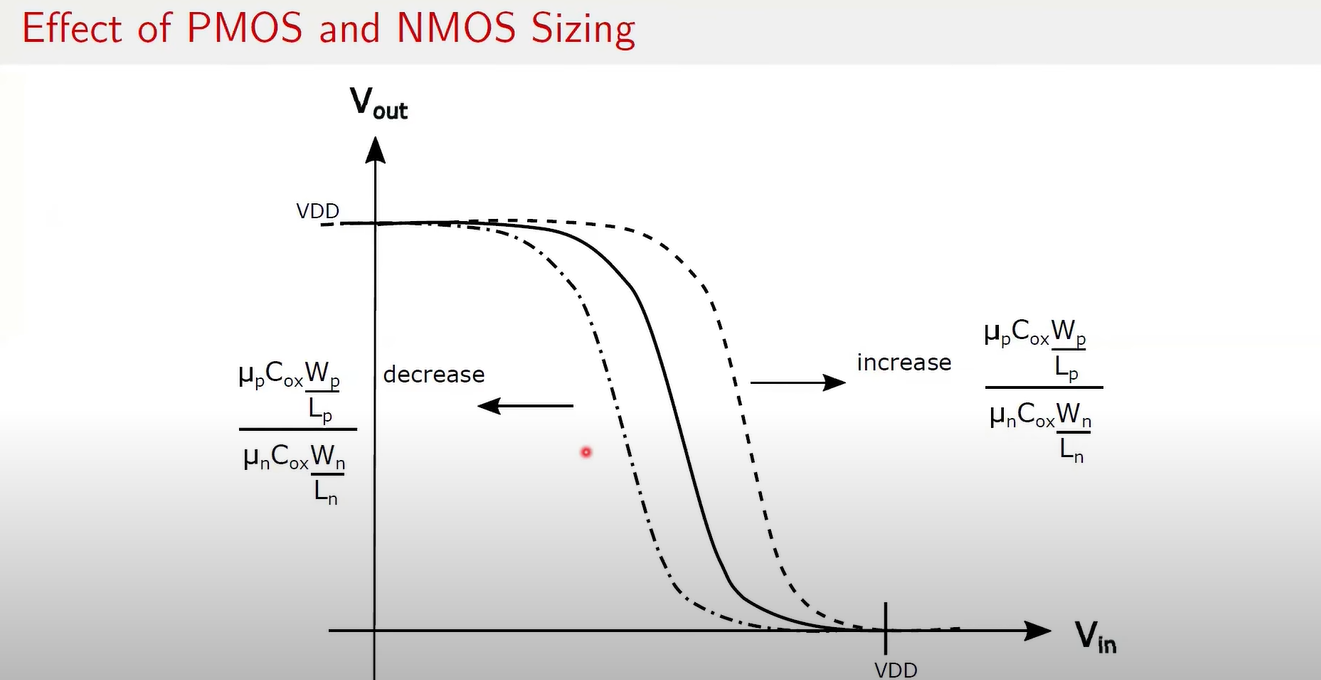 Effect of PMOS and NMOS Sizing
Vout
VDD
μpCoxWp
Lp
μnCoxWn
Ln
decrease
increase
μpCoxWp
Lp
μnCoxWn
Ln
Vin
VDD